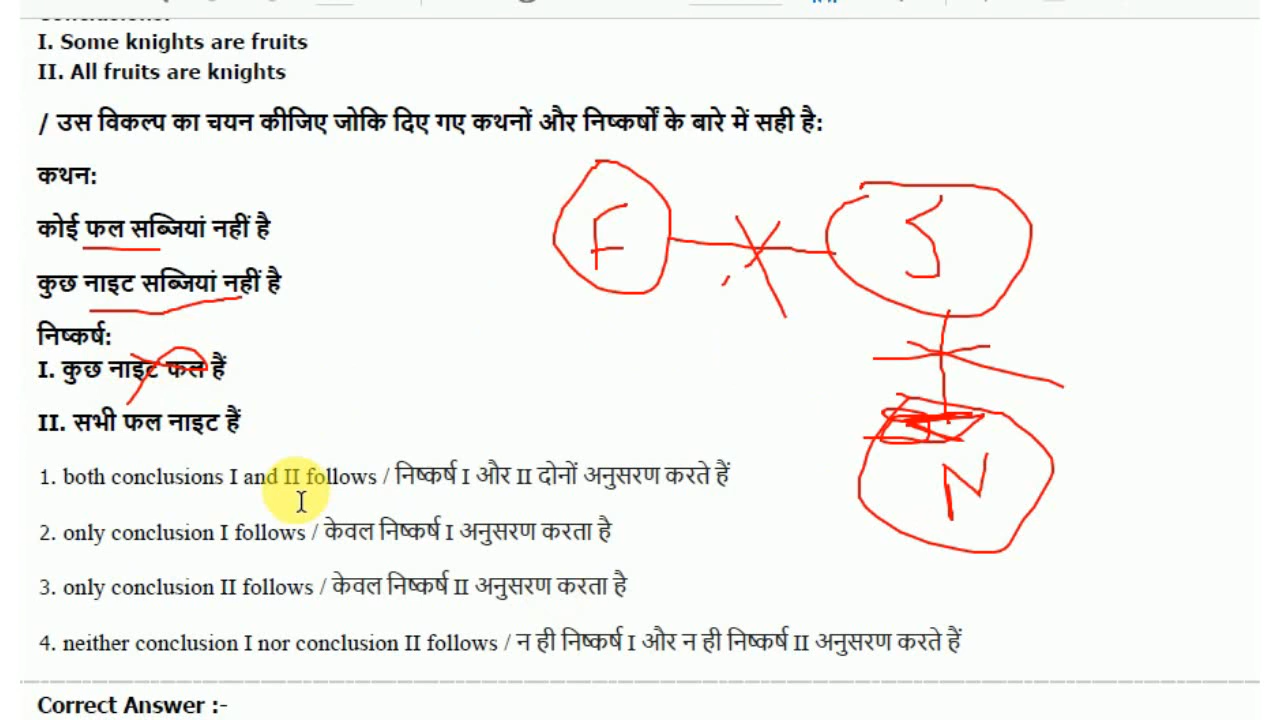 I. Some knights are fruits
II. All fruits are knights
/ उस विकल्प का चयन कीजिए जोकि दिए गए कथनों और निष्कर्षों के बारे में सही है:
कथन:
कोई फल सब्जियां नहीं है
कुछ नाइट सब्जियां नहीं है
निष्कर्ष:
I. कुछ नाइट फल हैं
II. सभी फल नाइट हैं
F
S
N
1. both conclusions I and II follows / निष्कर्ष I और II दोनों अनुसरण करते हैं
2. only conclusion I follows / केवल निष्कर्ष I अनुसरण करता है
3. only conclusion II follows / केवल निष्कर्ष II अनुसरण करता है
4. neither conclusion I nor conclusion II follows / न ही निष्कर्ष I और न ही निष्कर्ष II अनुसरण करते हैं
Correct Answer :-